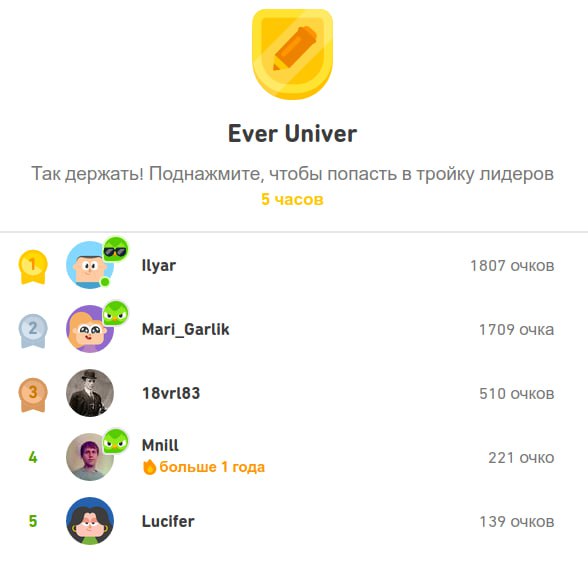 Ever Univer
Так держать! Поднажмите, чтобы попасть в тройку лидеров
5 часов
1 Ilyar 1807 очков
2 Mari_Garlik 1709 очка
3 18vrl83 510 очков
4 Mnill 221 очко
больше 1 года
5 Lucifer 139 очков